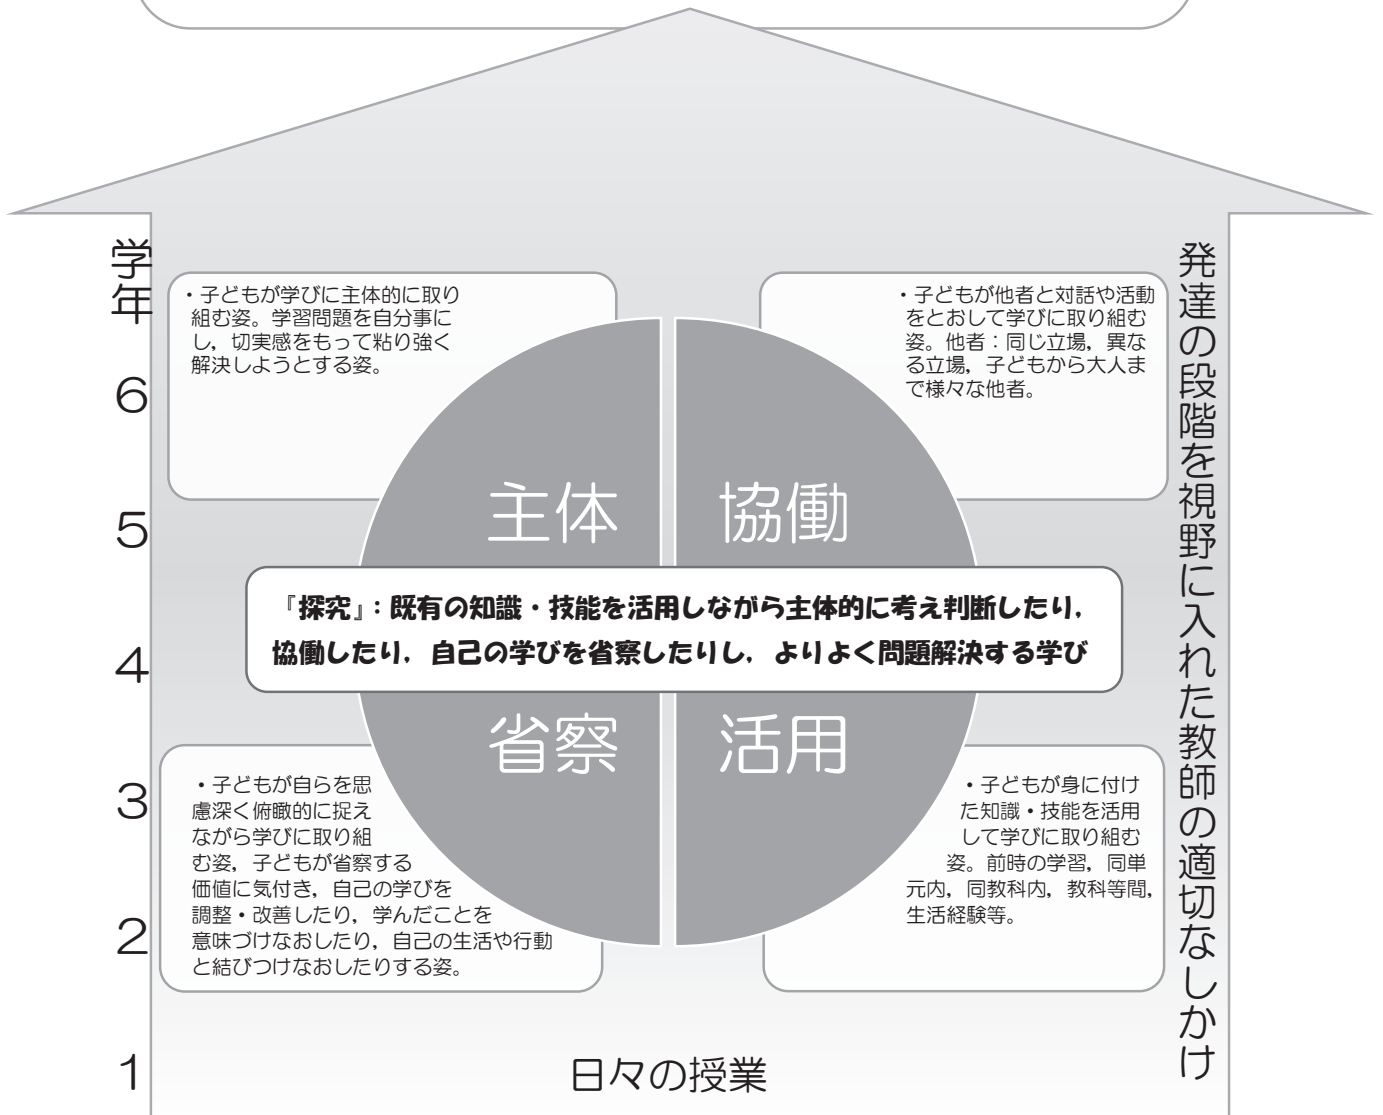 学年
6
5
4
3
2
1
・子どもが学びに主体的に取り
組む姿。学習問題を自分事に
し，切実感をもって粘り強く
解決しようとする姿。
・子どもが他者と対話や活動
をとおして学びに取り組む
姿。他者：同じ立場，異な
る立場，子どもから大人ま
で様々な他者。
主体
協働
『探究』：既有の知識・技能を活用しながら主体的に考え判断したり，
協働したり，自己の学びを省察したりし，よりよく問題解決する学び
省察
活用
・子どもが自らを思
慮深く俯瞰的に捉え
ながら学びに取り組
む姿，子どもが省察する
価値に気付き，自己の学びを
調整・改善したり，学んだことを
意味づけなおしたり，自己の生活や行動
と結びつけなおしたりする姿。
・子どもが身に付け
た知識・技能を活用
して学びに取り組む
姿。前時の学習，同単
元内，同教科内，教科等間，
生活経験等。
発達の段階を視野に入れた教師の適切なしかけ
日々の授業